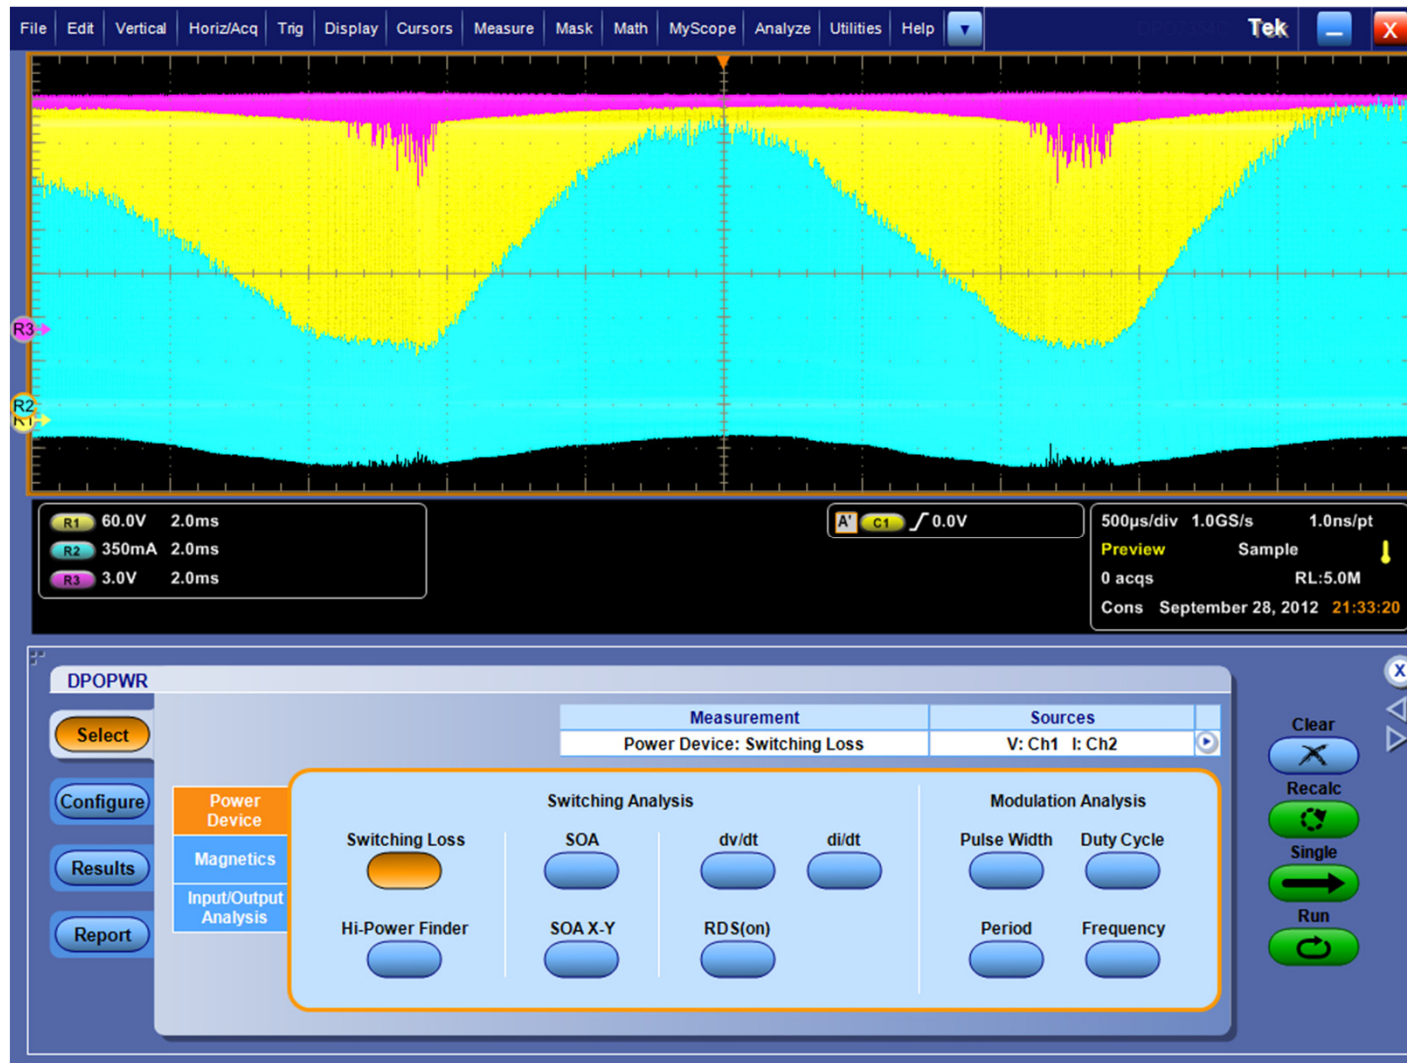 File Edit Vertical Horiz/Acq Trig Display Cursors Measure Mask Math MyScope Analyze Utilities Help Tek X
R3
R2
R1
R1 60.0V 2.0ms
R2 350mA 2.0ms
R3 3.0V 2.0ms
A' C1 0.0V
500µs/div 1.0GS/s 1.0ns/pt
Preview Sample
0 acqs RL:5.0M
Cons September 28, 2012 21:33:20
DPOPWR
X
Select
Configure
Results
Report
Measurement Sources
Power Device: Switching Loss V: Ch1 I: Ch2
Power
Device
Magnetics
Input/Output
Analysis
Switching Analysis
Modulation Analysis
Switching Loss SOA dv/dt di/dt Pulse Width Duty Cycle
Hi-Power Finder SOA X-Y RDS(on) Period Frequency
Clear
Recalc
Single
Run